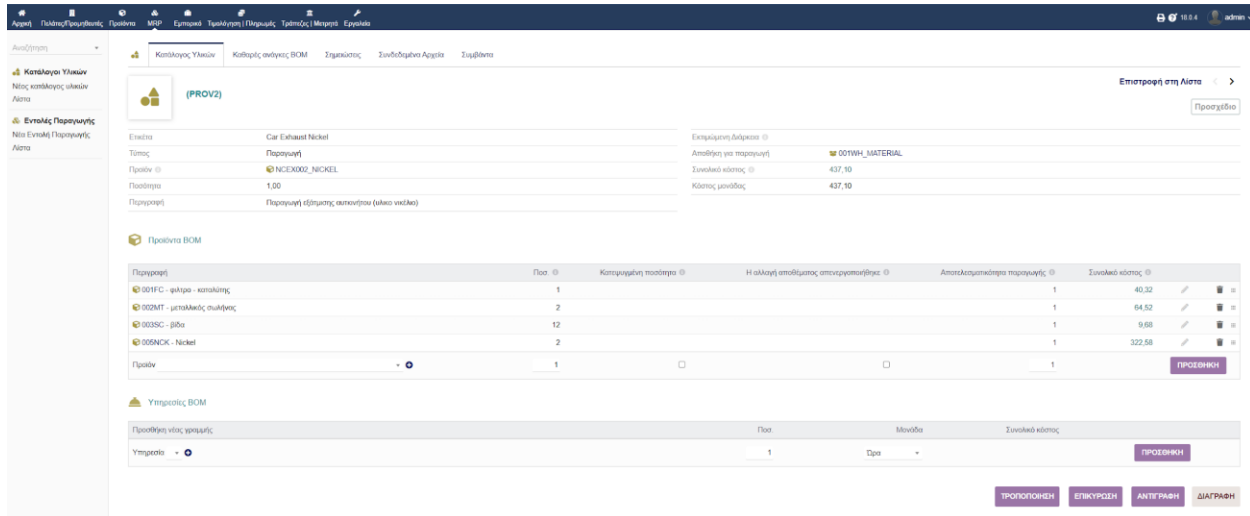 Αρχική Πελάτες/Προμηθευτές Προϊόντα MRP Εμπορικό Τιμολόγηση | Πληρωμές Τράπεζες | Μετρητά Εργαλεία 18.0.4 admin
Αναζήτηση
Κατάλογοι Υλικών
Νέος κατάλογος υλικών
Λίστα
Εντολές Παραγωγής
Νέα Εντολή Παραγωγής
Λίστα
Κατάλογος Υλικών Καθαρές ανάγκες BOM Σημειώσεις Συνδεδεμένα Αρχεία Συμβάντα
Επιστροφή στη Λίστα
(PROV2)
Προσχέδιο
Ετικέτα Car Exhaust Nickel
Τύπος Παραγωγή
Προϊόν NCEX002_NICKEL
Ποσότητα 1,00
Περιγραφή Παραγωγή εξάτμισης αυτοκινήτου (υλικο νικέλιο)
Εκτιμώμενη Διάρκεια
Αποθήκη για παραγωγή 001WH_MATERIAL
Συνολικό κόστος 437,10
Κόστος μονάδας 437,10
Προϊόντα BOM
Περιγραφή Ποσ. Κατεψυγμένη ποσότητα Η αλλαγή αποθέματος απενεργοποιήθηκε Αποτελεσματικότητα παραγωγής Συνολικό κόστος
001FC - φιλτρο - καταλύτης 1 1 40,32
002MT - μεταλλικός σωλήνας 2 1 64,52
003SC - βίδα 12 1 9,68
005NCK - Nickel 2 1 322,58
Προϊόν 1 1 ΠΡΟΣΘΗΚΗ
Υπηρεσίες BOM
Προσθήκη νέας γραμμής Ποσ. Μονάδα Συνολικό κόστος
Υπηρεσία 1 Ώρα ΠΡΟΣΘΗΚΗ
ΤΡΟΠΟΠΟΙΗΣΗ ΕΠΙΚΥΡΩΣΗ ΑΝΤΙΓΡΑΦΗ ΔΙΑΓΡΑΦΗ